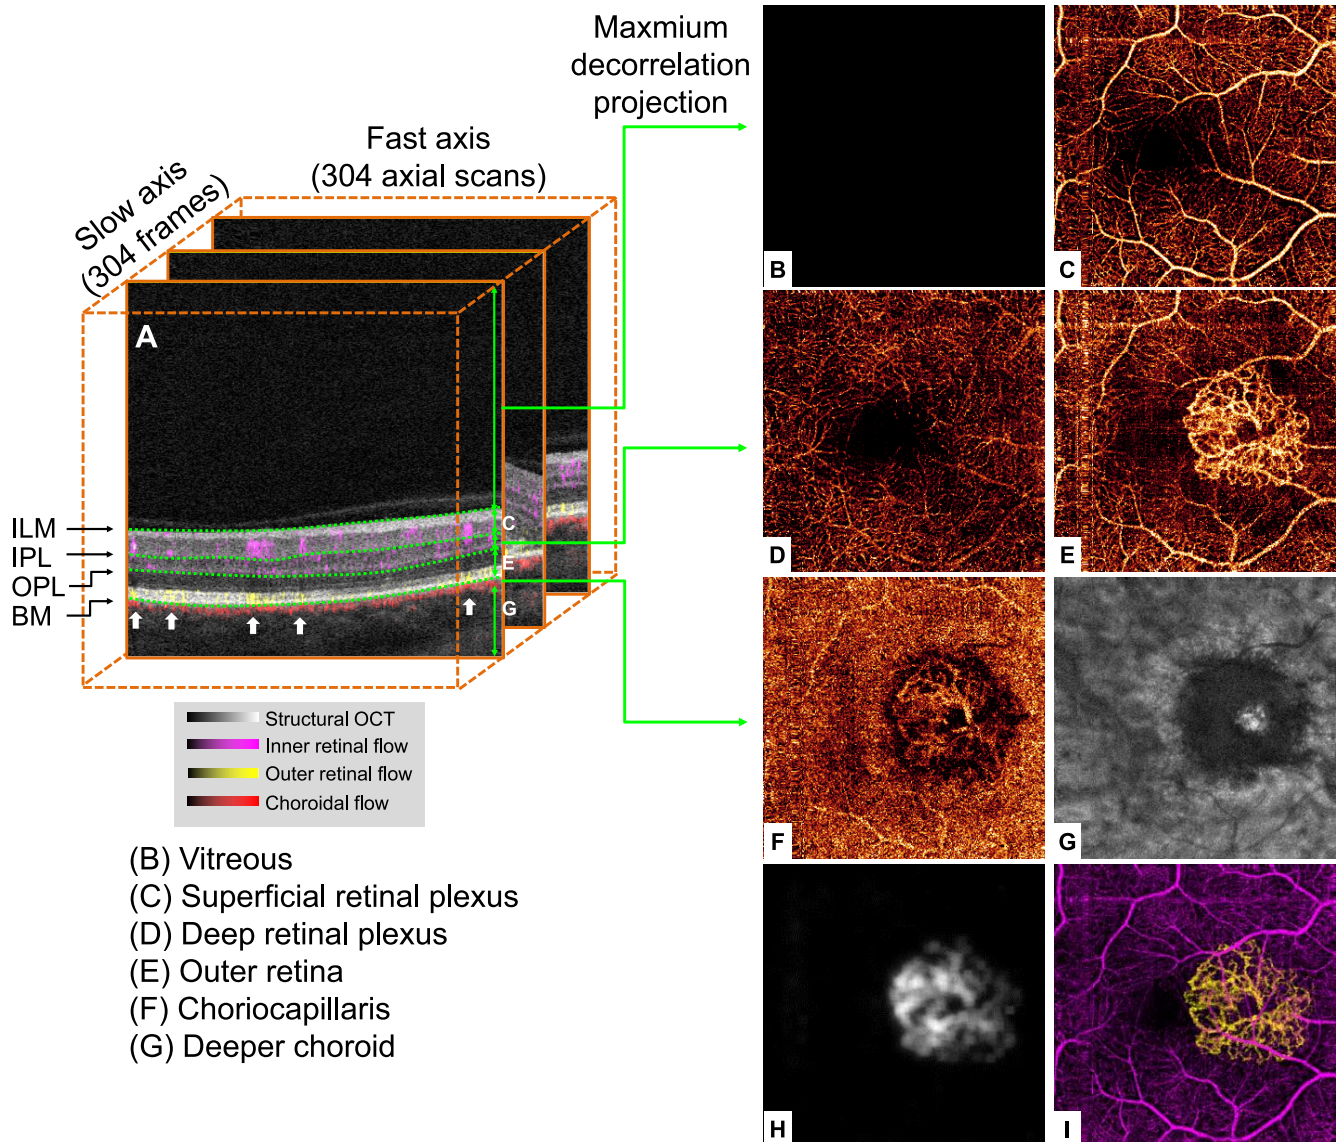 Maxmium
decorrelation
projection
Fast axis
(304 axial scans)
Slow axis
(304 frames)
A
B
C
D
E
F
G
H
I
ILM
IPL
OPL
BM
C
E
G
Structural OCT
Inner retinal flow
Outer retinal flow
Choroidal flow
(B) Vitreous
(C) Superficial retinal plexus
(D) Deep retinal plexus
(E) Outer retina
(F) Choriocapillaris
(G) Deeper choroid